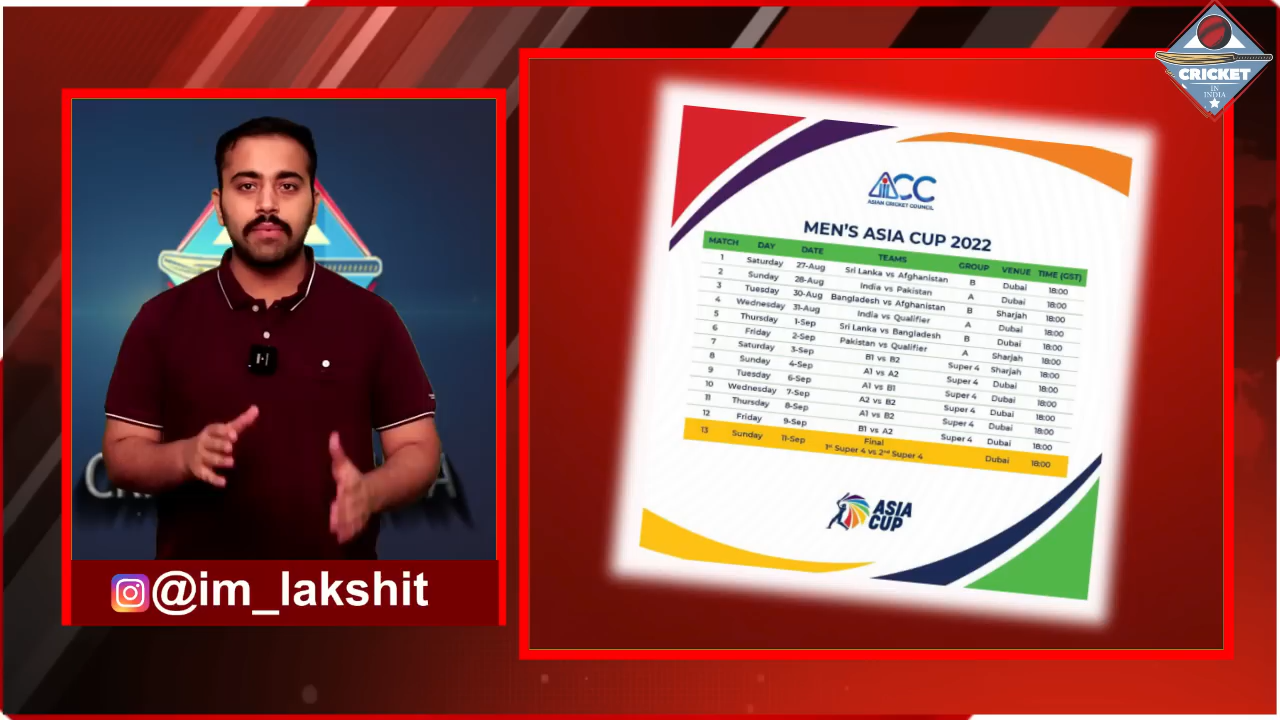 CRICKET
IN
INDIA
ACC
ASIAN CRICKET COUNCIL
MEN'S ASIA CUP 2022
MATCH DAY DATE TEAMS GROUP VENUE TIME (GST)
1 Saturday 27-Aug Sri Lanka vs Afghanistan B Dubai 18:00
2 Sunday 28-Aug India vs Pakistan A Dubai 18:00
3 Tuesday 30-Aug Bangladesh vs Afghanistan B Sharjah 18:00
4 Wednesday 31-Aug India vs Qualifier A Dubai 18:00
5 Thursday 1-Sep Sri Lanka vs Bangladesh B Dubai 18:00
6 Friday 2-Sep Pakistan vs Qualifier A Sharjah 18:00
7 Saturday 3-Sep B1 vs B2 Super 4 Sharjah 18:00
8 Sunday 4-Sep A1 vs A2 Super 4 Dubai 18:00
9 Tuesday 6-Sep A1 vs B1 Super 4 Dubai 18:00
10 Wednesday 7-Sep A2 vs B2 Super 4 Dubai 18:00
11 Thursday 8-Sep A1 vs B2 Super 4 Dubai 18:00
12 Friday 9-Sep B1 vs A2 Super 4 Dubai 18:00
13 Sunday 11-Sep Final Dubai 18:00
1st Super 4 vs 2nd Super 4
ASIA
CUP
@im_lakshit